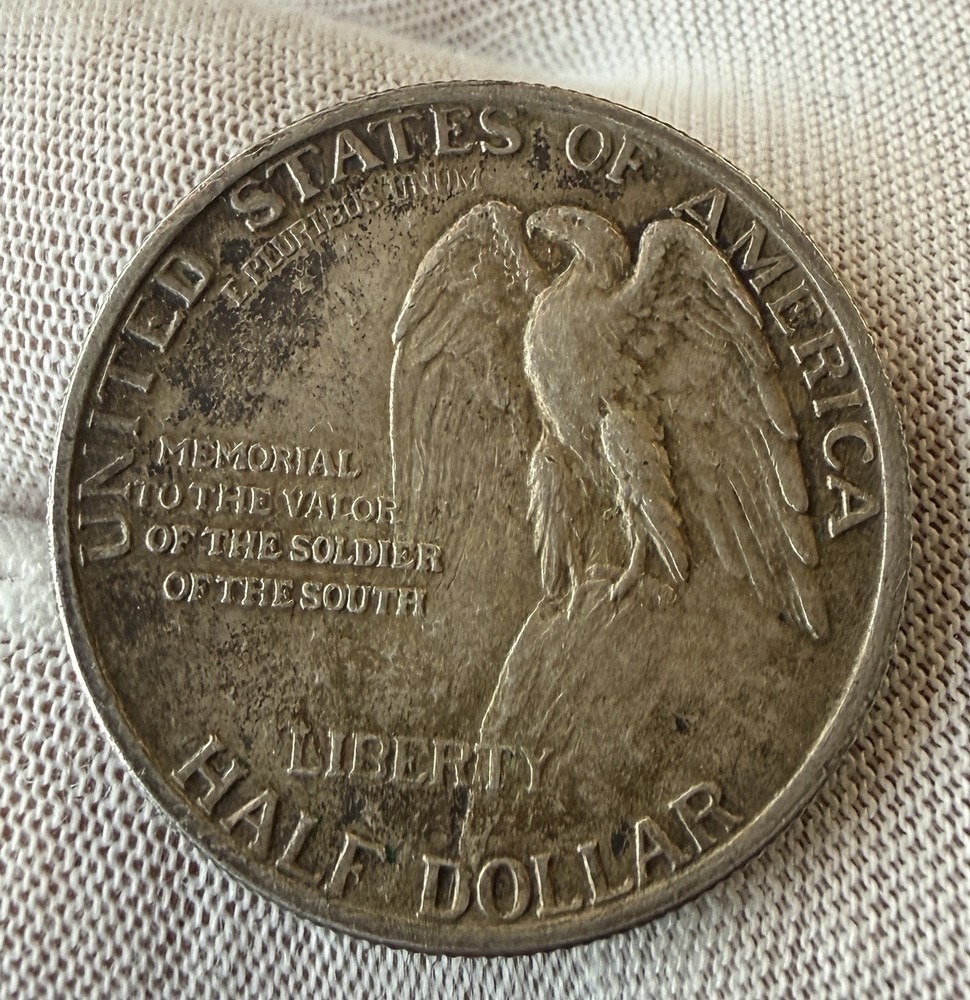 UNITED STATES OF AMERICA
E PLURIBUS UNUM
MEMORIAL
TO THE VALOR
OF THE SOLDIER
OF THE SOUTH
LIBERTY
HALF DOLLAR